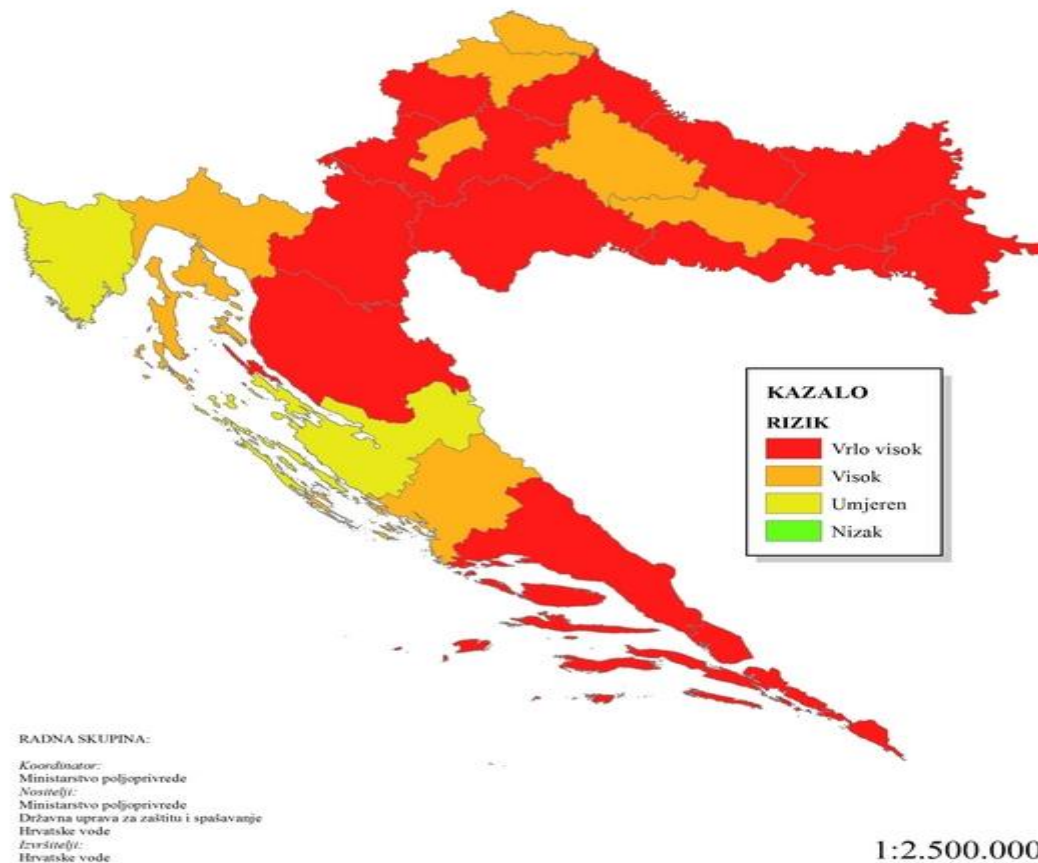 KAZALO
RIZIK
Vrlo visok
Visok
Umjeren
Nizak
RADNA SKUPINA:
Koordinator:
Ministarstvo poljoprivrede
Nositelji:
Ministarstvo poljoprivrede
Državna uprava za zaštitu i spašavanje
Hrvatske vode
Izvršitelji:
Hrvatske vode
1:2.500.000